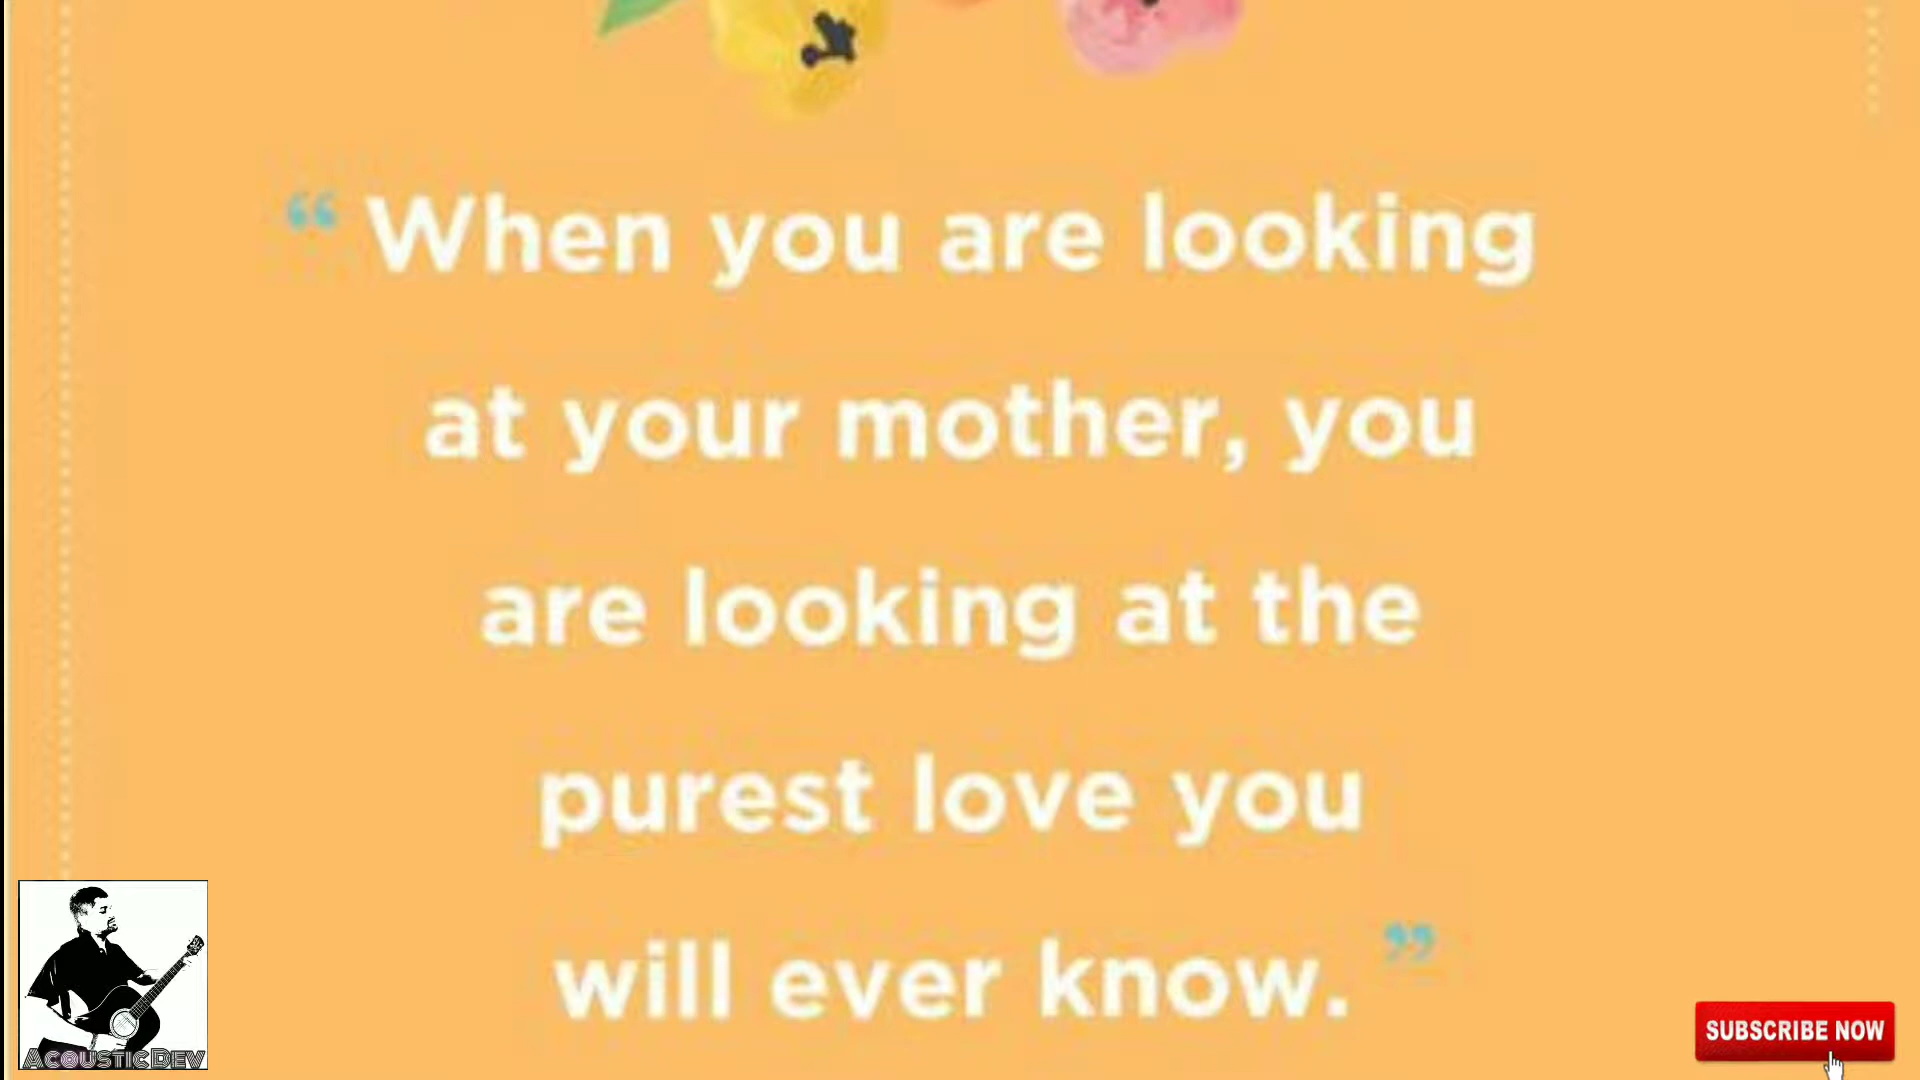 “ When you are looking
at your mother, you
are looking at the
purest love you
will ever know. ”
AcousticDev
SUBSCRIBE NOW